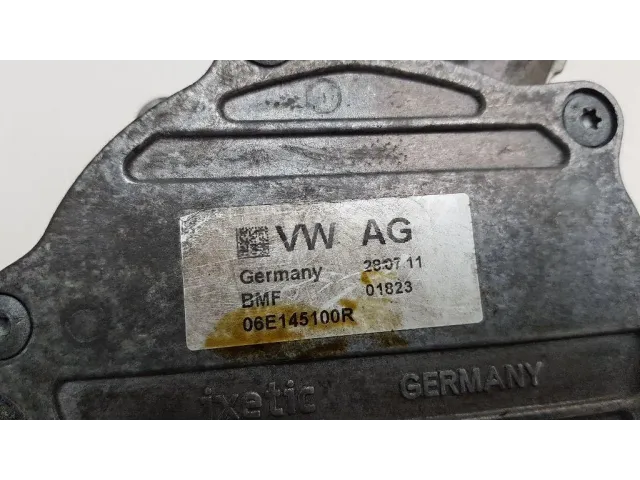 VW AG
Germany 28.07.11
BMF 01823
06E145100R
ixetic GERMANY